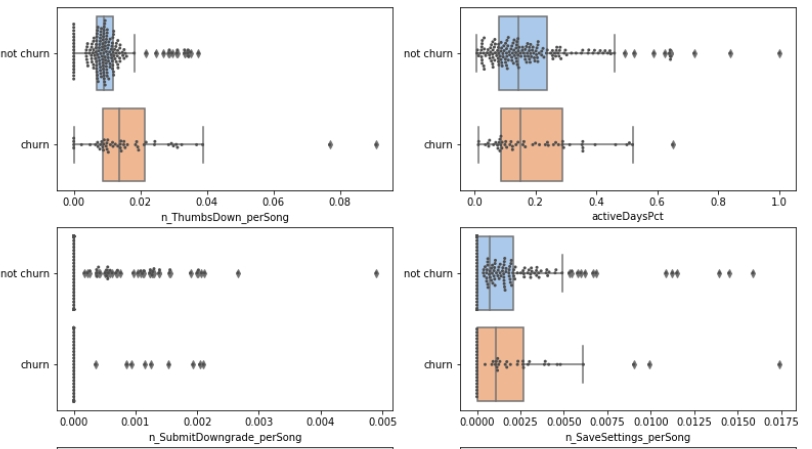 not churn
churn
0.00 0.02 0.04 0.06 0.08
n_ThumbsDown_perSong
not churn
churn
0.0 0.2 0.4 0.6 0.8 1.0
activeDaysPct
not churn
churn
0.000 0.001 0.002 0.003 0.004 0.005
n_SubmitDowngrade_perSong
not churn
churn
0.0000 0.0025 0.0050 0.0075 0.0100 0.0125 0.0150 0.0175
n_SaveSettings_perSong